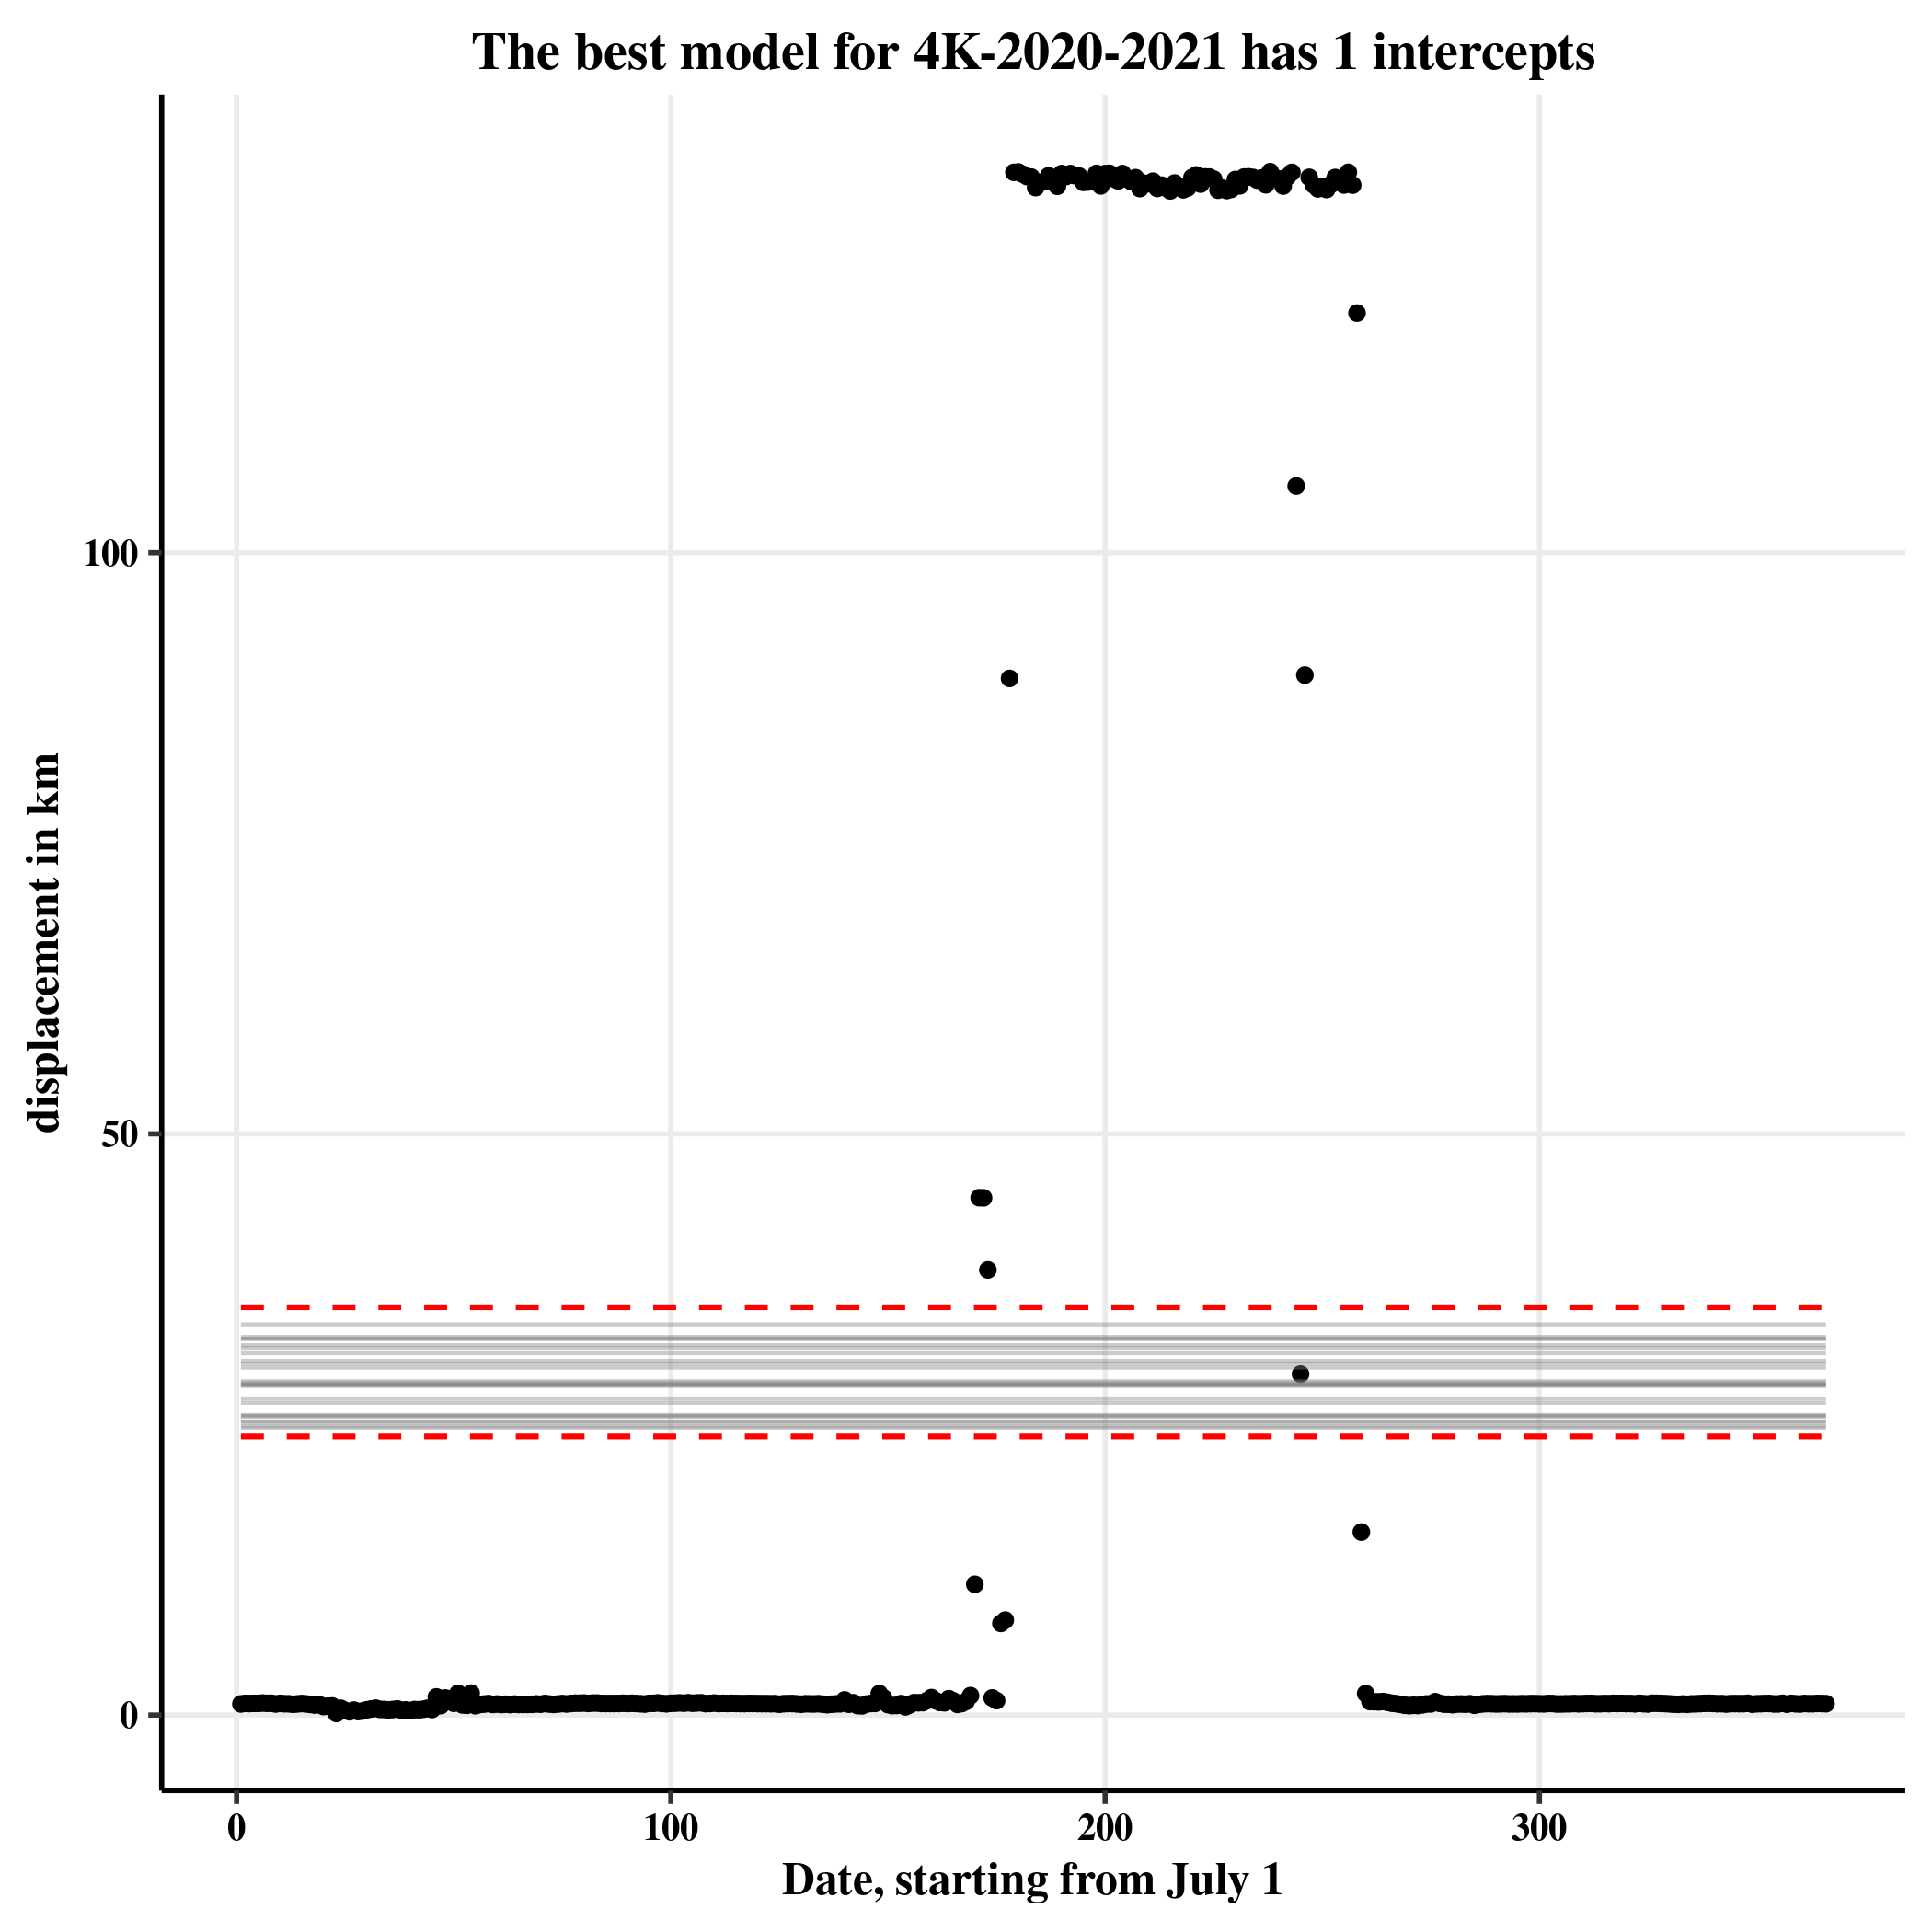 The best model for 4K-2020-2021 has 1 intercepts
displacement in km
100
50
0
0 100 200 300
Date, starting from July 1